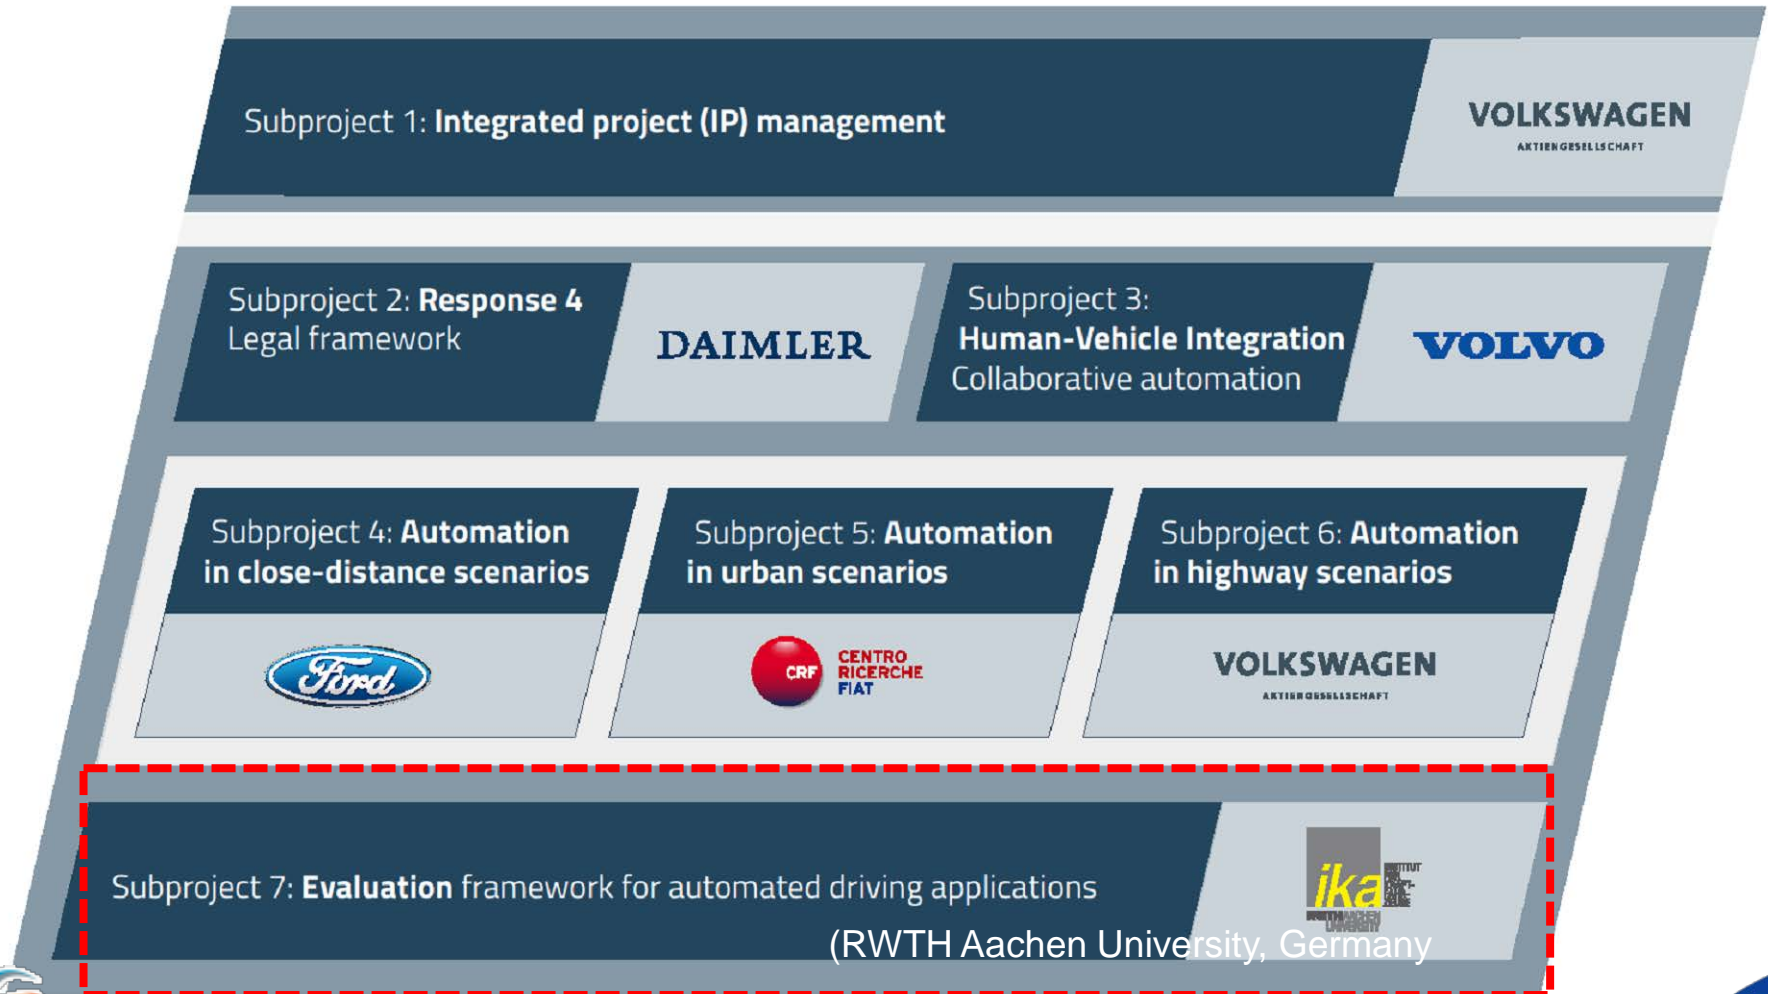 Subproject 1: Integrated project (IP) management
VOLKSWAGEN
AKTIENGESELLSCHAFT
Subproject 2: Response 4
Legal framework
DAIMLER
Subproject 3:
Human-Vehicle Integration
Collaborative automation
VOLVO
Subproject 4: Automation
in close-distance scenarios
Ford
Subproject 5: Automation
in urban scenarios
CRF
CENTRO
RICERCHE
FIAT
Subproject 6: Automation
in highway scenarios
VOLKSWAGEN
AKTIENGESELLSCHAFT
Subproject 7: Evaluation framework for automated driving applications
ika
RWTH AACHEN
UNIVERSITY
(RWTH Aachen University, Germany